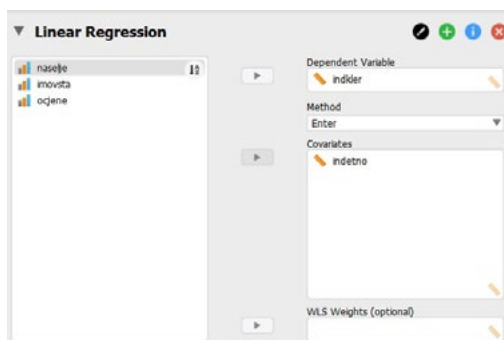 Linear Regression
naselje
imovsta
ocjene
Dependent Variable
indkler
Method
Enter
Covariates
indetno
WLS Weights (optional)